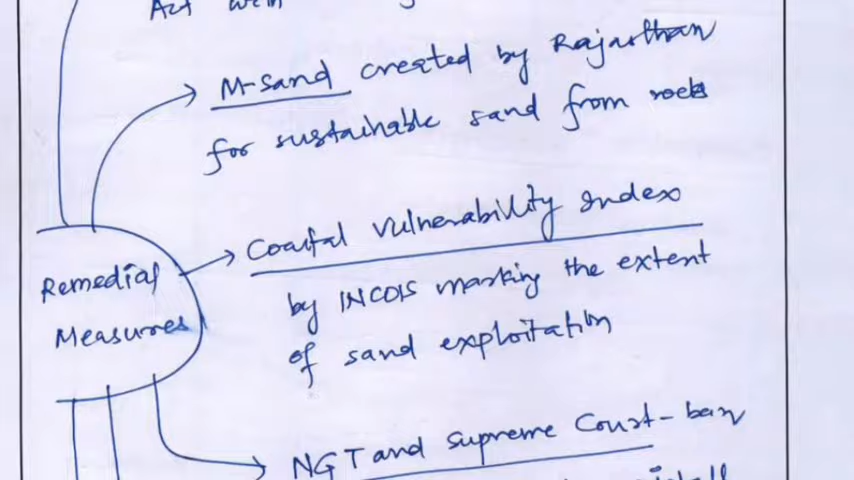 Act
M-Sand created by Rajasthan
for sustainable sand from rocks
Coastal Vulnerability Index
by INCOIS marking the extent
of sand exploitation
Remedial
Measures
NGT and Supreme Court-ban